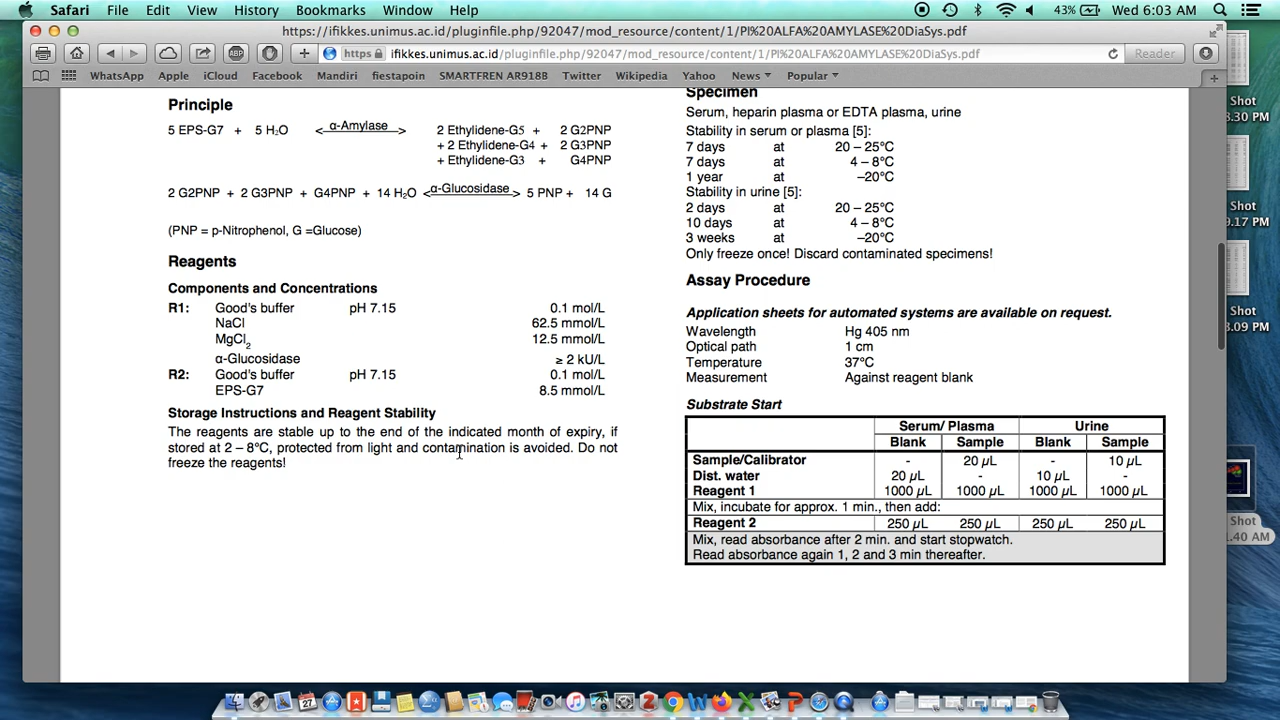 Safari File Edit View History Bookmarks Window Help 43% Wed 6:03 AM
https://ifikkes.unimus.ac.id/pluginfile.php/92047/mod_resource/content/1/PI%20ALFA%20AMYLASE%20DiaSys.pdf
https ifikkes.unimus.ac.id/pluginfile.php/92047/mod_resource/content/1/PI%20ALFA%20AMYLASE%20DiaSys.pdf Reader
ABP
WhatsApp Apple iCloud Facebook Mandiri fiestapoin SMARTFREN AR918B Twitter Wikipedia Yahoo News Popular
Principle
5 EPS-G7 + 5 H₂O <α-Amylase> 2 Ethylidene-G5 + 2 G2PNP
+ 2 Ethylidene-G4 + 2 G3PNP
+ Ethylidene-G3 + G4PNP
2 G2PNP + 2 G3PNP + G4PNP + 14 H₂O <α-Glucosidase> 5 PNP + 14 G
(PNP = p-Nitrophenol, G =Glucose)
Reagents
Components and Concentrations
R1: Good's buffer pH 7.15 0.1 mol/L
NaCl 62.5 mmol/L
MgCl₂ 12.5 mmol/L
α-Glucosidase ≥ 2 kU/L
R2: Good's buffer pH 7.15 0.1 mol/L
EPS-G7 8.5 mmol/L
Storage Instructions and Reagent Stability
The reagents are stable up to the end of the indicated month of expiry, if
stored at 2 – 8°C, protected from light and contamination is avoided. Do not
freeze the reagents!
Specimen
Serum, heparin plasma or EDTA plasma, urine
Stability in serum or plasma [5]:
7 days at 20 – 25°C
7 days at 4 – 8°C
1 year at –20°C
Stability in urine [5]:
2 days at 20 – 25°C
10 days at 4 – 8°C
3 weeks at –20°C
Only freeze once! Discard contaminated specimens!
Assay Procedure
Application sheets for automated systems are available on request.
Wavelength Hg 405 nm
Optical path 1 cm
Temperature 37°C
Measurement Against reagent blank
Substrate Start
Serum/ Plasma Urine
Blank Sample Blank Sample
Sample/Calibrator - 20 µL - 10 µL
Dist. water 20 µL - 10 µL -
Reagent 1 1000 µL 1000 µL 1000 µL 1000 µL
Mix, incubate for approx. 1 min., then add:
Reagent 2 250 µL 250 µL 250 µL 250 µL
Mix, read absorbance after 2 min. and start stopwatch.
Read absorbance again 1, 2 and 3 min thereafter.
Shot
8.30 PM
Shot
9.17 PM
Shot
8.09 PM
Shot
1.40 AM
27